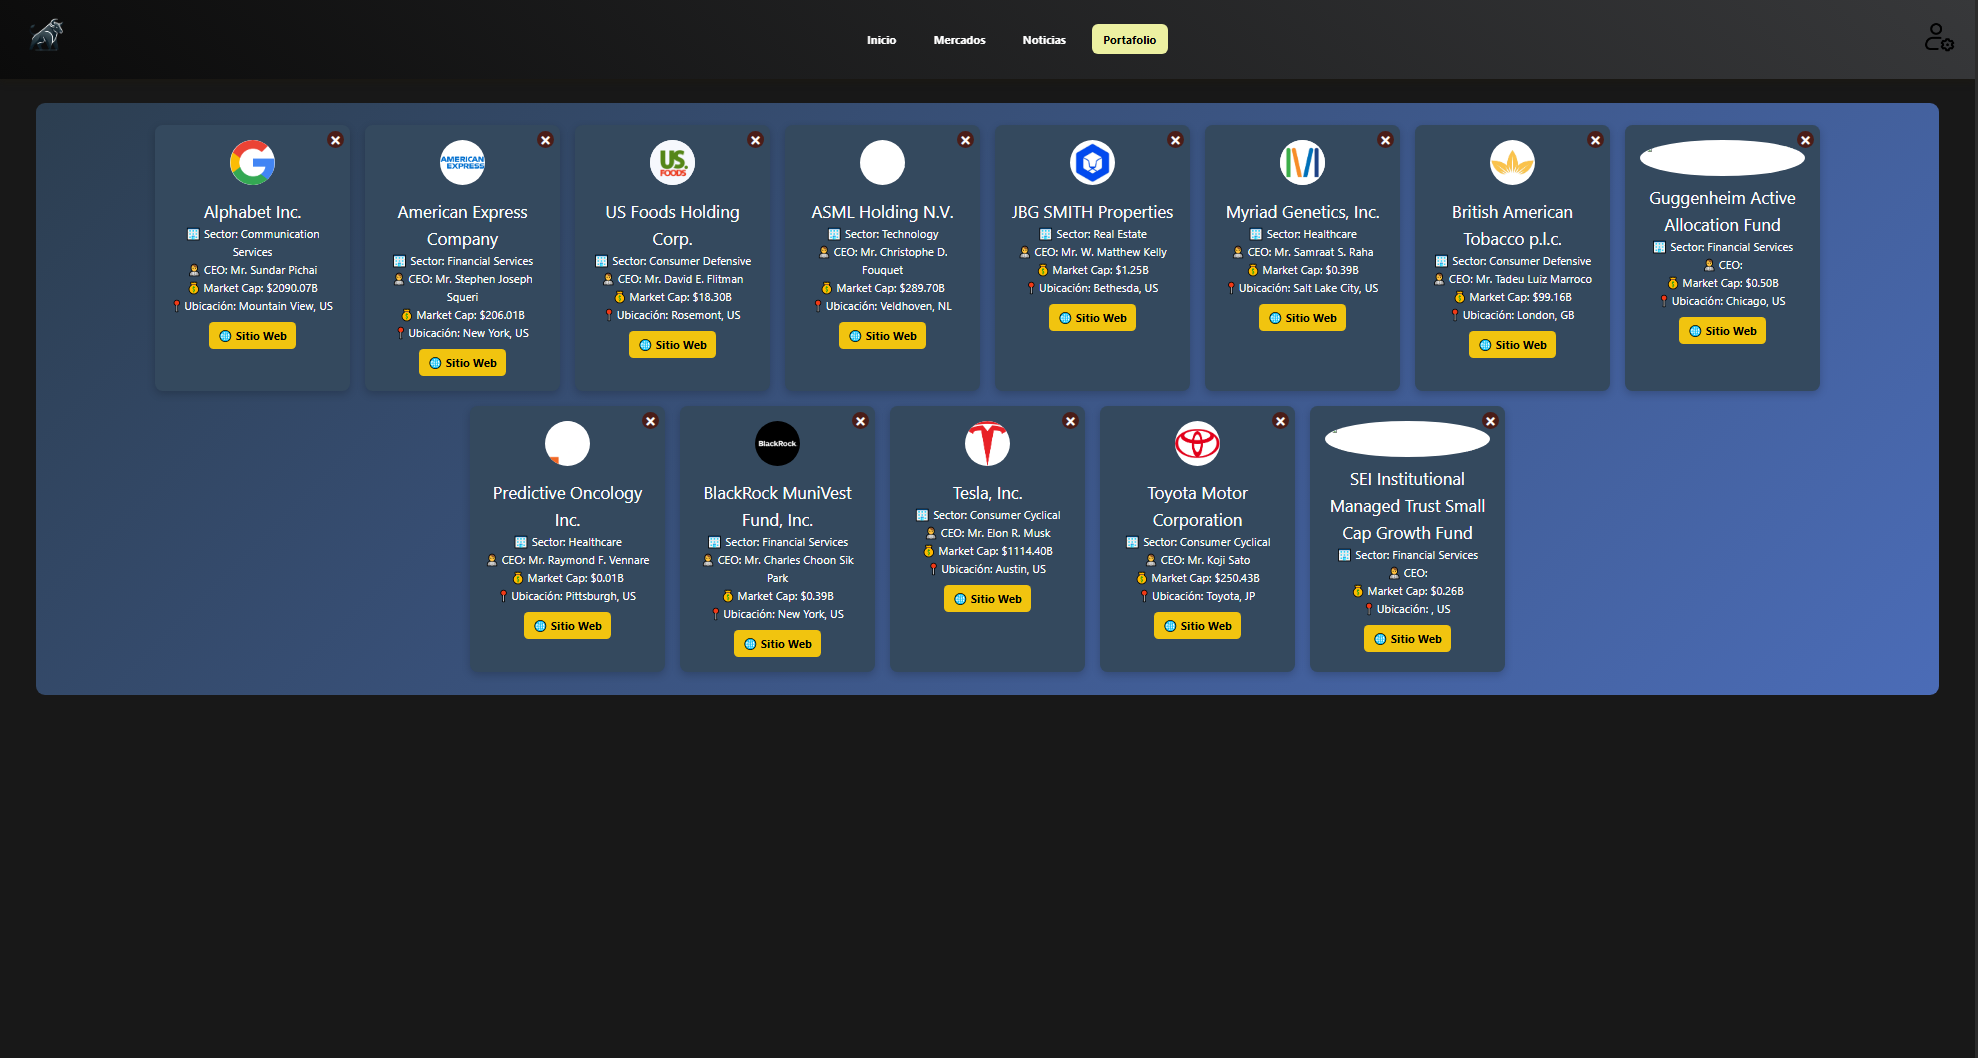 Inicio
Mercados
Noticias
Portafolio
Alphabet Inc.
Sector: Communication
Services
CEO: Mr. Sundar Pichai
Market Cap: $2090.07B
Ubicación: Mountain View, US
Sitio Web
AMERICAN
EXPRESS
American Express
Company
Sector: Financial Services
CEO: Mr. Stephen Joseph
Squeri
Market Cap: $206.01B
Ubicación: New York, US
Sitio Web
US.
FOODS
US Foods Holding
Corp.
Sector: Consumer Defensive
CEO: Mr. David E. Flitman
Market Cap: $18.30B
Ubicación: Rosemont, US
Sitio Web
ASML Holding N.V.
Sector: Technology
CEO: Mr. Christophe D.
Fouquet
Market Cap: $289.70B
Ubicación: Veldhoven, NL
Sitio Web
JBG SMITH Properties
Sector: Real Estate
CEO: Mr. W. Matthew Kelly
Market Cap: $1.25B
Ubicación: Bethesda, US
Sitio Web
Myriad Genetics, Inc.
Sector: Healthcare
CEO: Mr. Samraat S. Raha
Market Cap: $0.39B
Ubicación: Salt Lake City, US
Sitio Web
British American
Tobacco p.l.c.
Sector: Consumer Defensive
CEO: Mr. Tadeu Luiz Marroco
Market Cap: $99.16B
Ubicación: London, GB
Sitio Web
Guggenheim Active
Allocation Fund
Sector: Financial Services
CEO:
Market Cap: $0.50B
Ubicación: Chicago, US
Sitio Web
Predictive Oncology
Inc.
Sector: Healthcare
CEO: Mr. Raymond F. Vennare
Market Cap: $0.01B
Ubicación: Pittsburgh, US
Sitio Web
BlackRock
BlackRock MuniVest
Fund, Inc.
Sector: Financial Services
CEO: Mr. Charles Choon Sik
Park
Market Cap: $0.39B
Ubicación: New York, US
Sitio Web
Tesla, Inc.
Sector: Consumer Cyclical
CEO: Mr. Elon R. Musk
Market Cap: $1114.40B
Ubicación: Austin, US
Sitio Web
Toyota Motor
Corporation
Sector: Consumer Cyclical
CEO: Mr. Koji Sato
Market Cap: $250.43B
Ubicación: Toyota, JP
Sitio Web
SEI Institutional
Managed Trust Small
Cap Growth Fund
Sector: Financial Services
CEO:
Market Cap: $0.26B
Ubicación: , US
Sitio Web